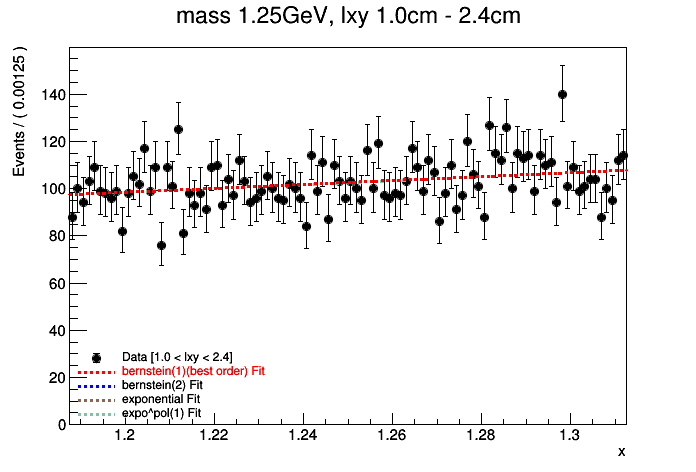 mass 1.25GeV, lxy 1.0cm - 2.4cm
Events / ( 0.00125 )
140
120
100
80
60
40
20
0
Data [1.0 < lxy < 2.4]
bernstein(1)(best order) Fit
bernstein(2) Fit
exponential Fit
expo^pol(1) Fit
1.2 1.22 1.24 1.26 1.28 1.3
x